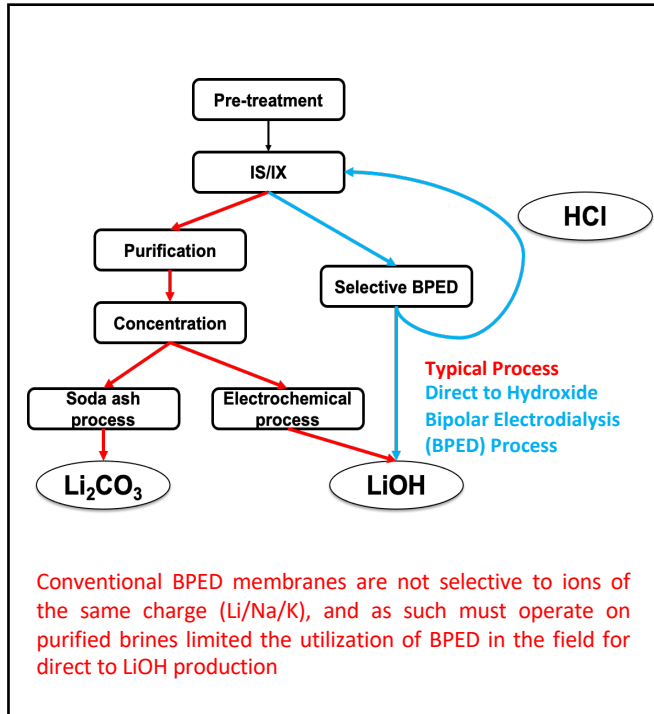 Pre-treatment
IS/IX
HCl
Purification
Selective BPED
Concentration
Typical Process
Direct to Hydroxide
Bipolar Electrodialysis
(BPED) Process
Soda ash
process
Electrochemical
process
Li₂CO₃
LiOH
Conventional BPED membranes are not selective to ions of
the same charge (Li/Na/K), and as such must operate on
purified brines limited the utilization of BPED in the field for
direct to LiOH production